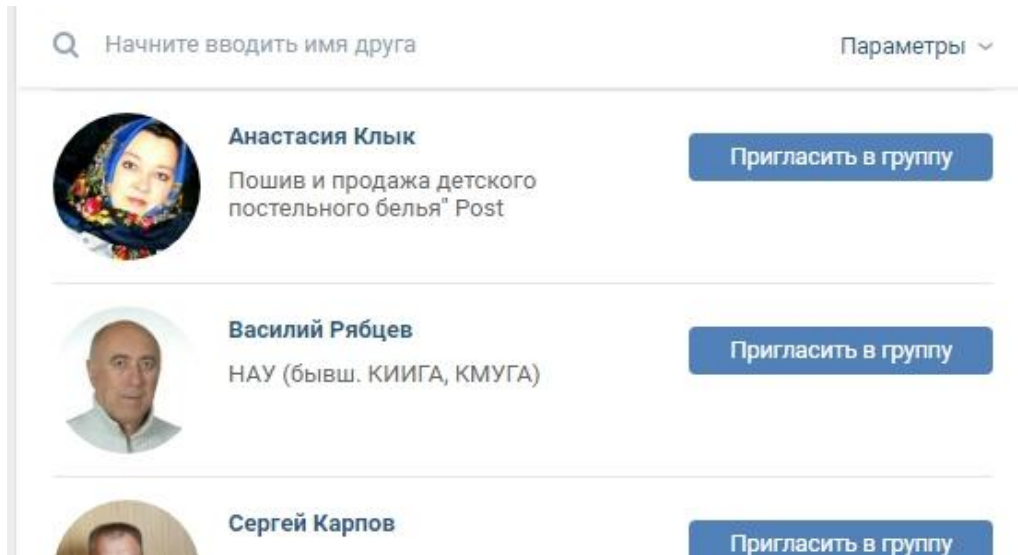 Начните вводить имя друга
Параметры
Анастасия Клык
Пригласить в группу
Пошив и продажа детского
постельного белья" Post
Василий Рябцев
Пригласить в группу
НАУ (бывш. КИИГА, КМУГА)
Сергей Карпов
Пригласить в группу